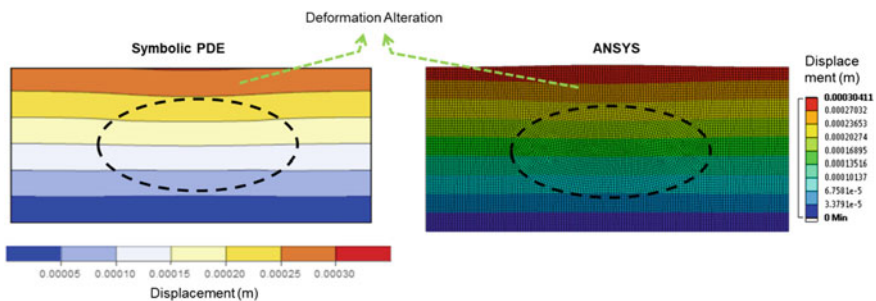 Deformation Alteration
Symbolic PDE
ANSYS
Displace
ment (m)
0.00030411
0.00027032
0.00023653
0.00020274
0.00016895
0.00013516
0.00010137
6.7581e-5
3.3791e-5
0 Min
0.00005 0.00010 0.00015 0.00020 0.00025 0.00030
Displacement (m)